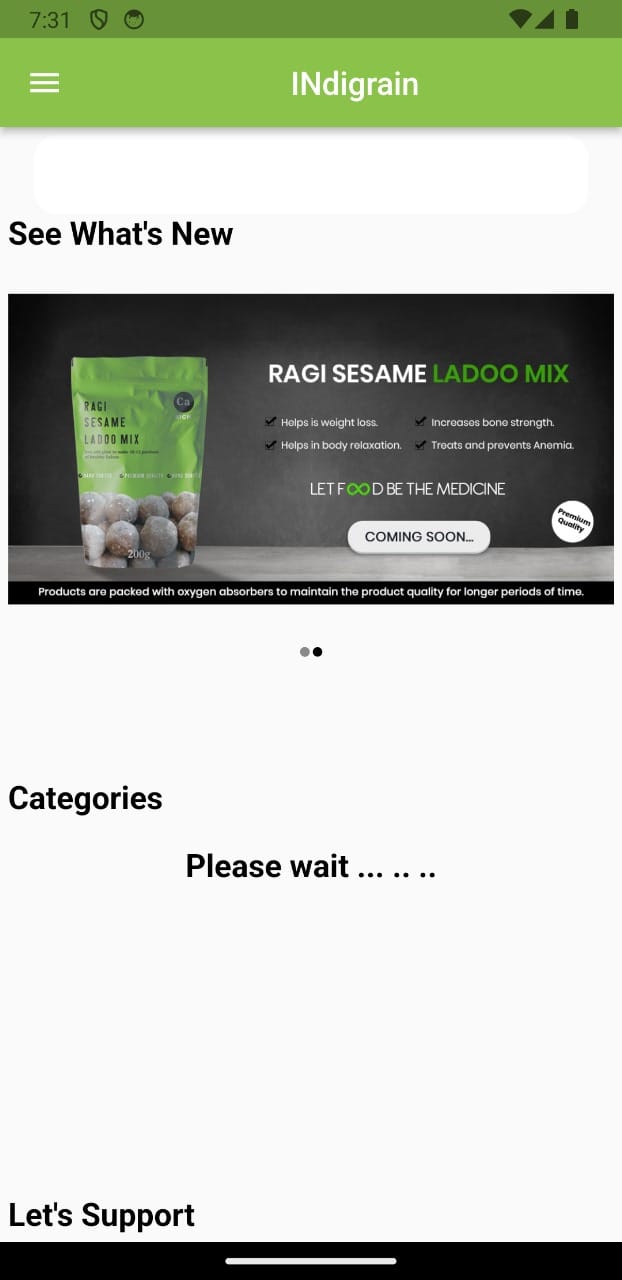 7:31
INdigrain
See What's New
RAGI SESAME LADOO MIX
Helps is weight loss.
Increases bone strength.
Helps in body relaxation.
Treats and prevents Anemia.
LET FOOD BE THE MEDICINE
COMING SOON...
Premium
Quality
RAGI
SESAME
LADOO MIX
Ca
RICH
200g
Products are packed with oxygen absorbers to maintain the product quality for longer periods of time.
Categories
Please wait ... .. ..
Let's Support